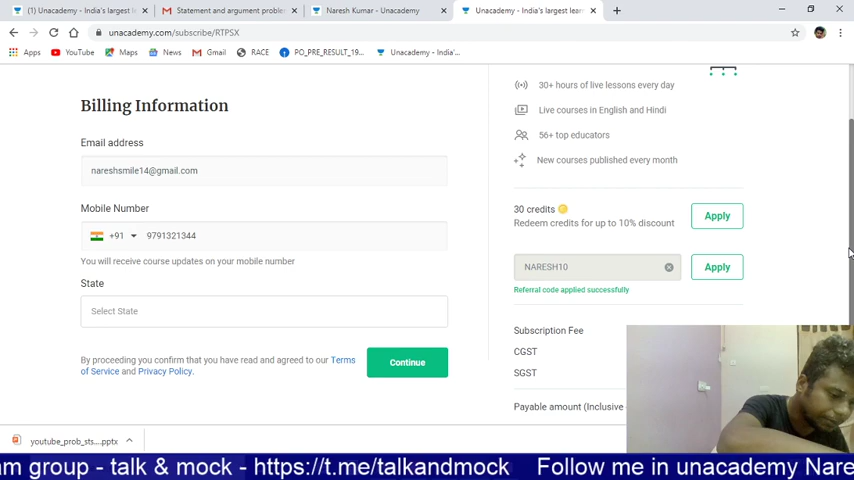 (1) Unacademy - India's largest le
Statement and argument problem
Naresh Kumar - Unacademy
Unacademy - India's largest learn
unacademy.com/subscribe/RTPSX
Apps
YouTube
Maps
News
Gmail
RACE
PO_PRE_RESULT_19...
Unacademy - India'...
Billing Information
Email address
nareshsmile14@gmail.com
Mobile Number
+91 9791321344
You will receive course updates on your mobile number
State
Select State
By proceeding you confirm that you have read and agreed to our Terms
of Service and Privacy Policy.
Continue
30+ hours of live lessons every day
Live courses in English and Hindi
56+ top educators
New courses published every month
30 credits
Redeem credits for up to 10% discount
Apply
NARESH10
Apply
Referral code applied successfully
Subscription Fee
CGST
SGST
Payable amount (Inclusive
youtube_prob_sts....pptx
am group - talk & mock - https://t.me/talkandmock Follow me in unacademy Nare